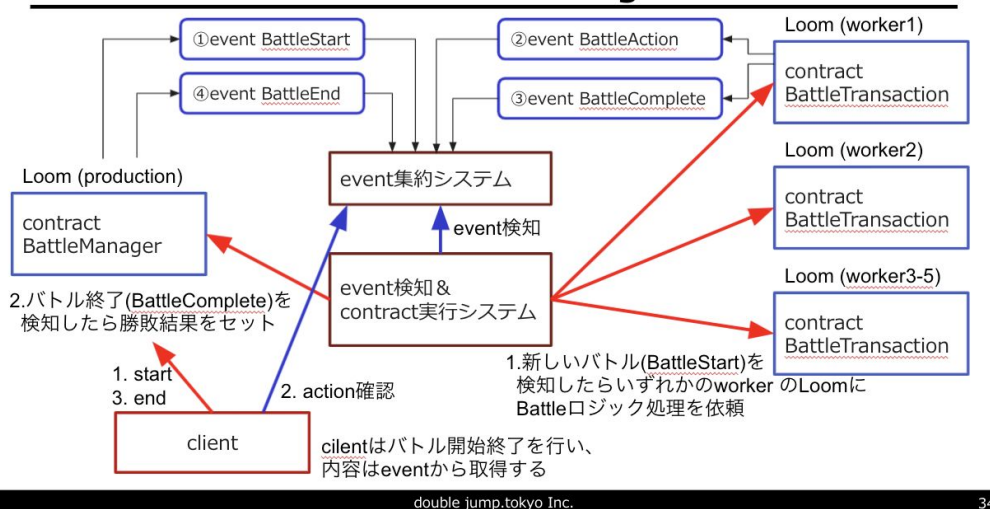 ①event BattleStart
②event BattleAction
Loom (worker1)
④event BattleEnd
③event BattleComplete
contract
BattleTransaction
Loom (production)
event集約システム
Loom (worker2)
contract
BattleManager
event検知
contract
BattleTransaction
event検知&
contract実行システム
Loom (worker3-5)
contract
BattleTransaction
2.バトル終了(BattleComplete)を
検知したら勝敗結果をセット
1. start
3. end
2. action確認
1.新しいバトル(BattleStart)を
検知したらいずれかのworker のLoomに
Battleロジック処理を依頼
client
cilentはバトル開始終了を行い、
内容はeventから取得する
double jump.tokyo Inc.
34